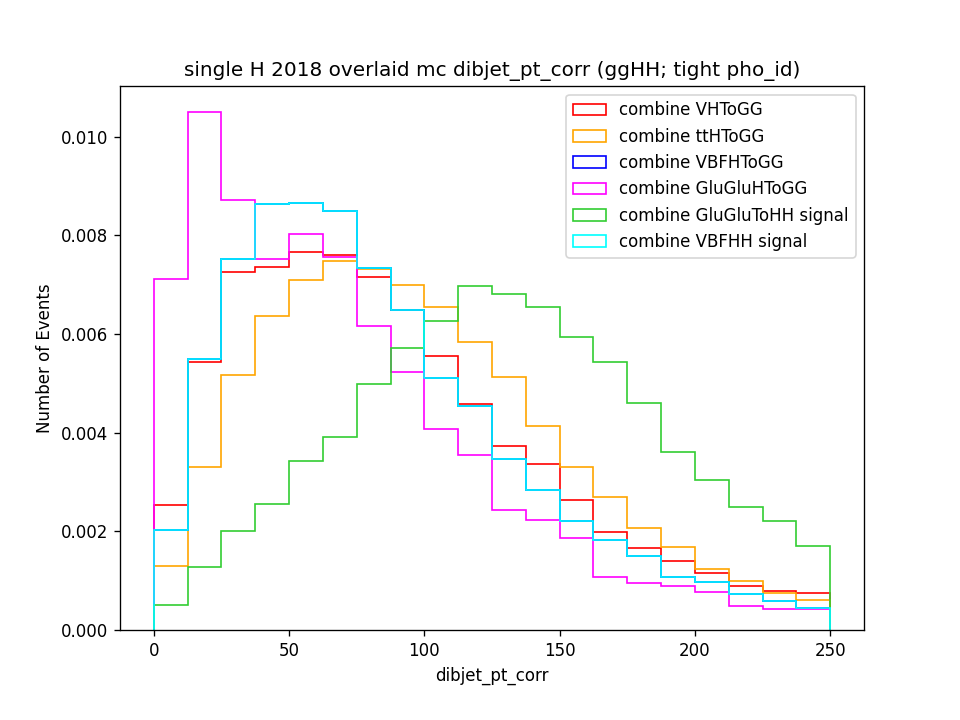 single H 2018 overlaid mc dibjet_pt_corr (ggHH; tight pho_id)
combine VHToGG
combine ttHToGG
combine VBFHToGG
combine GluGluHToGG
combine GluGluToHH signal
combine VBFHH signal
Number of Events
0.010
0.008
0.006
0.004
0.002
0.000
0
50
100
150
200
250
dibjet_pt_corr